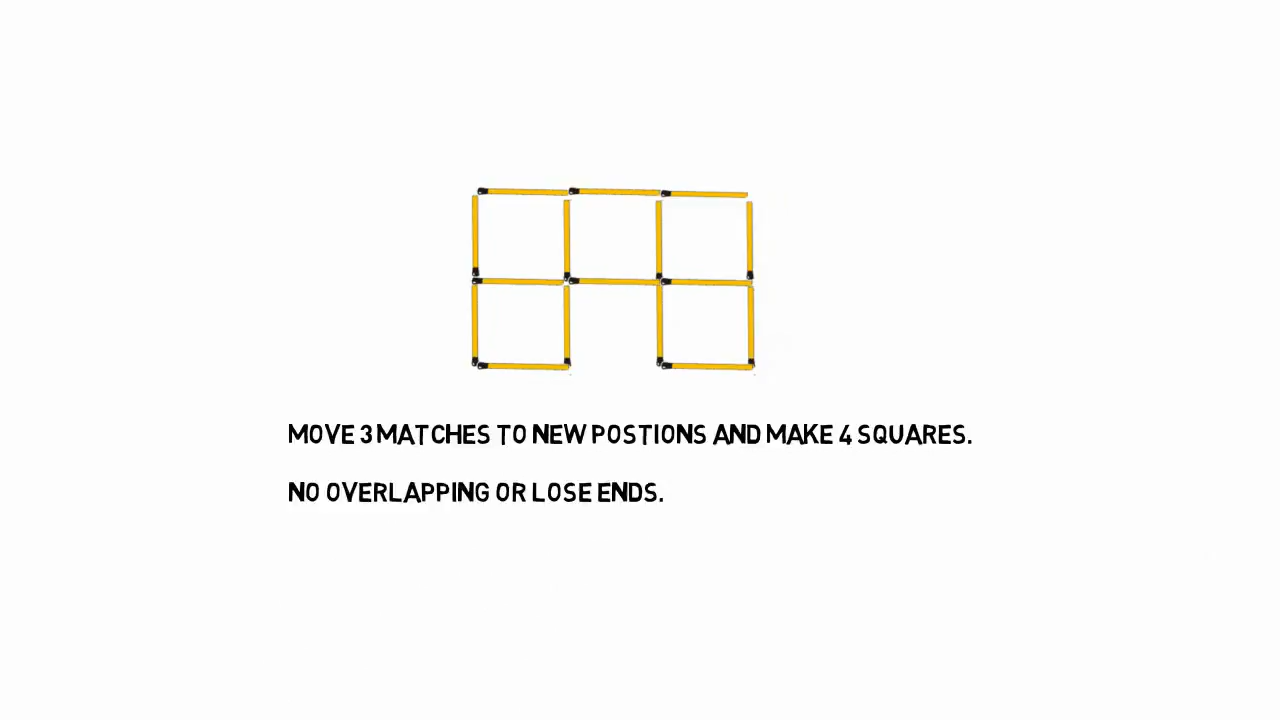 MOVE 3 MATCHES TO NEW POSTIONS AND MAKE 4 SQUARES.
NO OVERLAPPING OR LOSE ENDS.